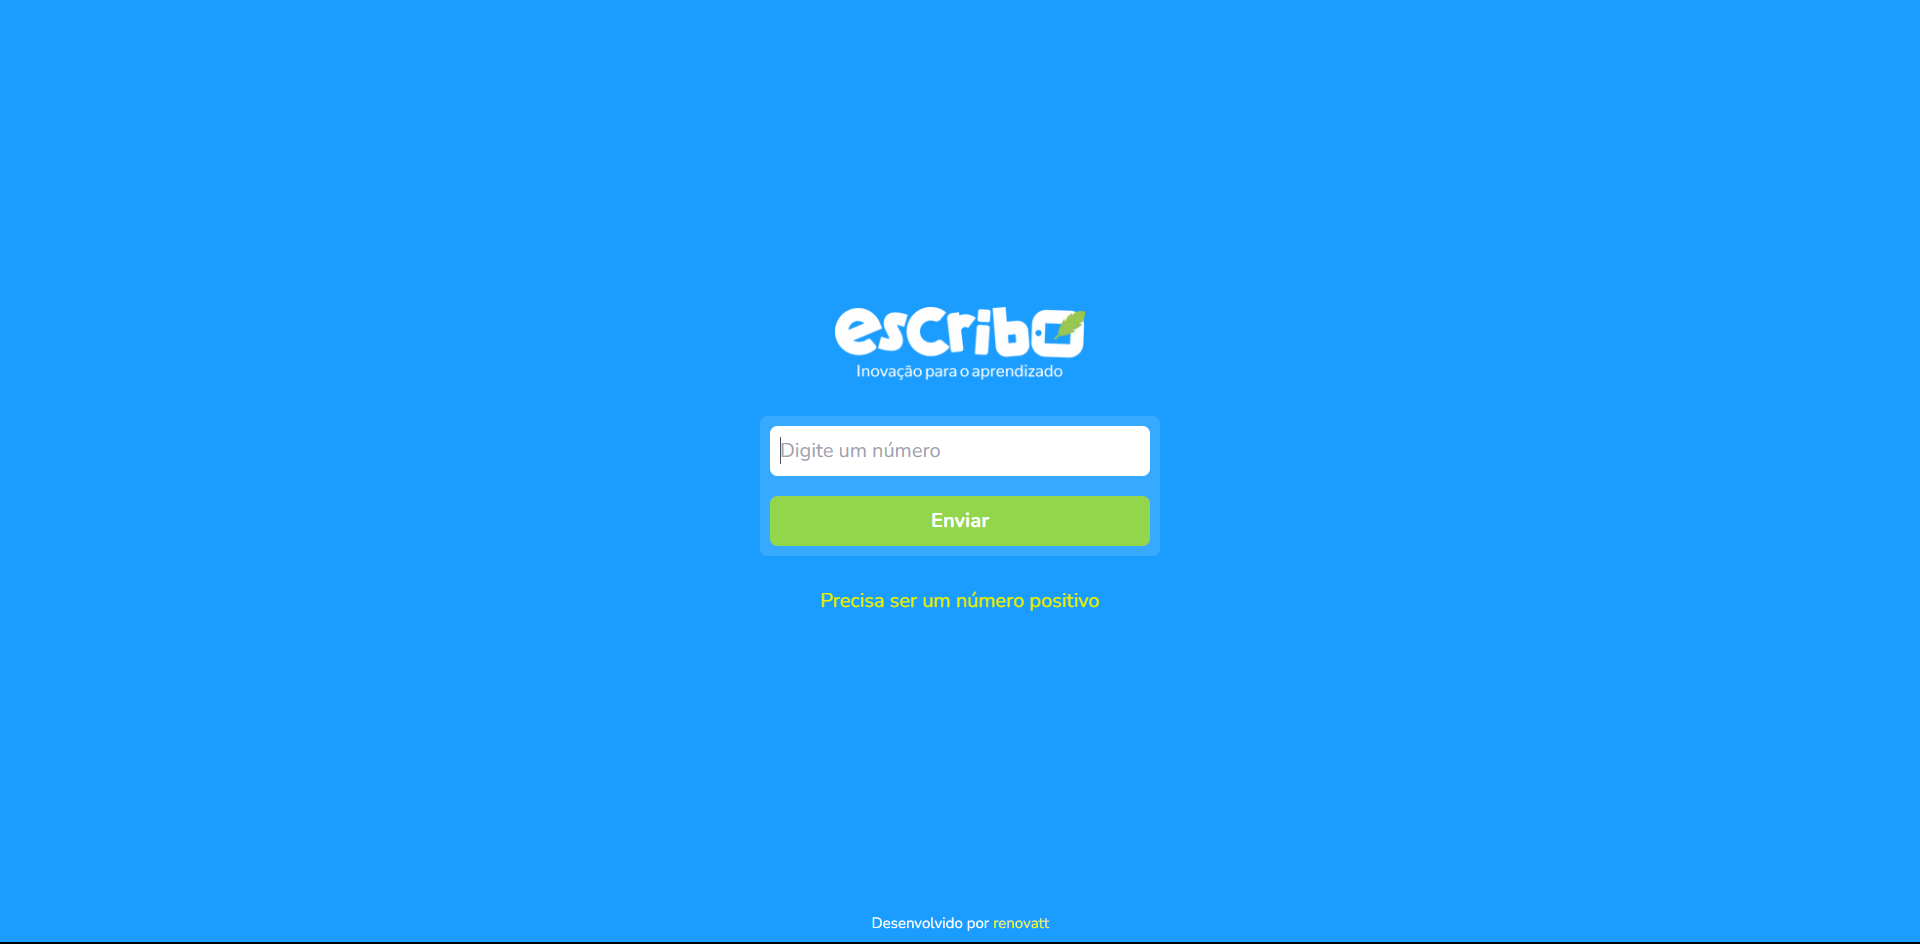 esCribo
Inovação para o aprendizado
Digite um número
Enviar
Precisa ser um número positivo
Desenvolvido por renovatt